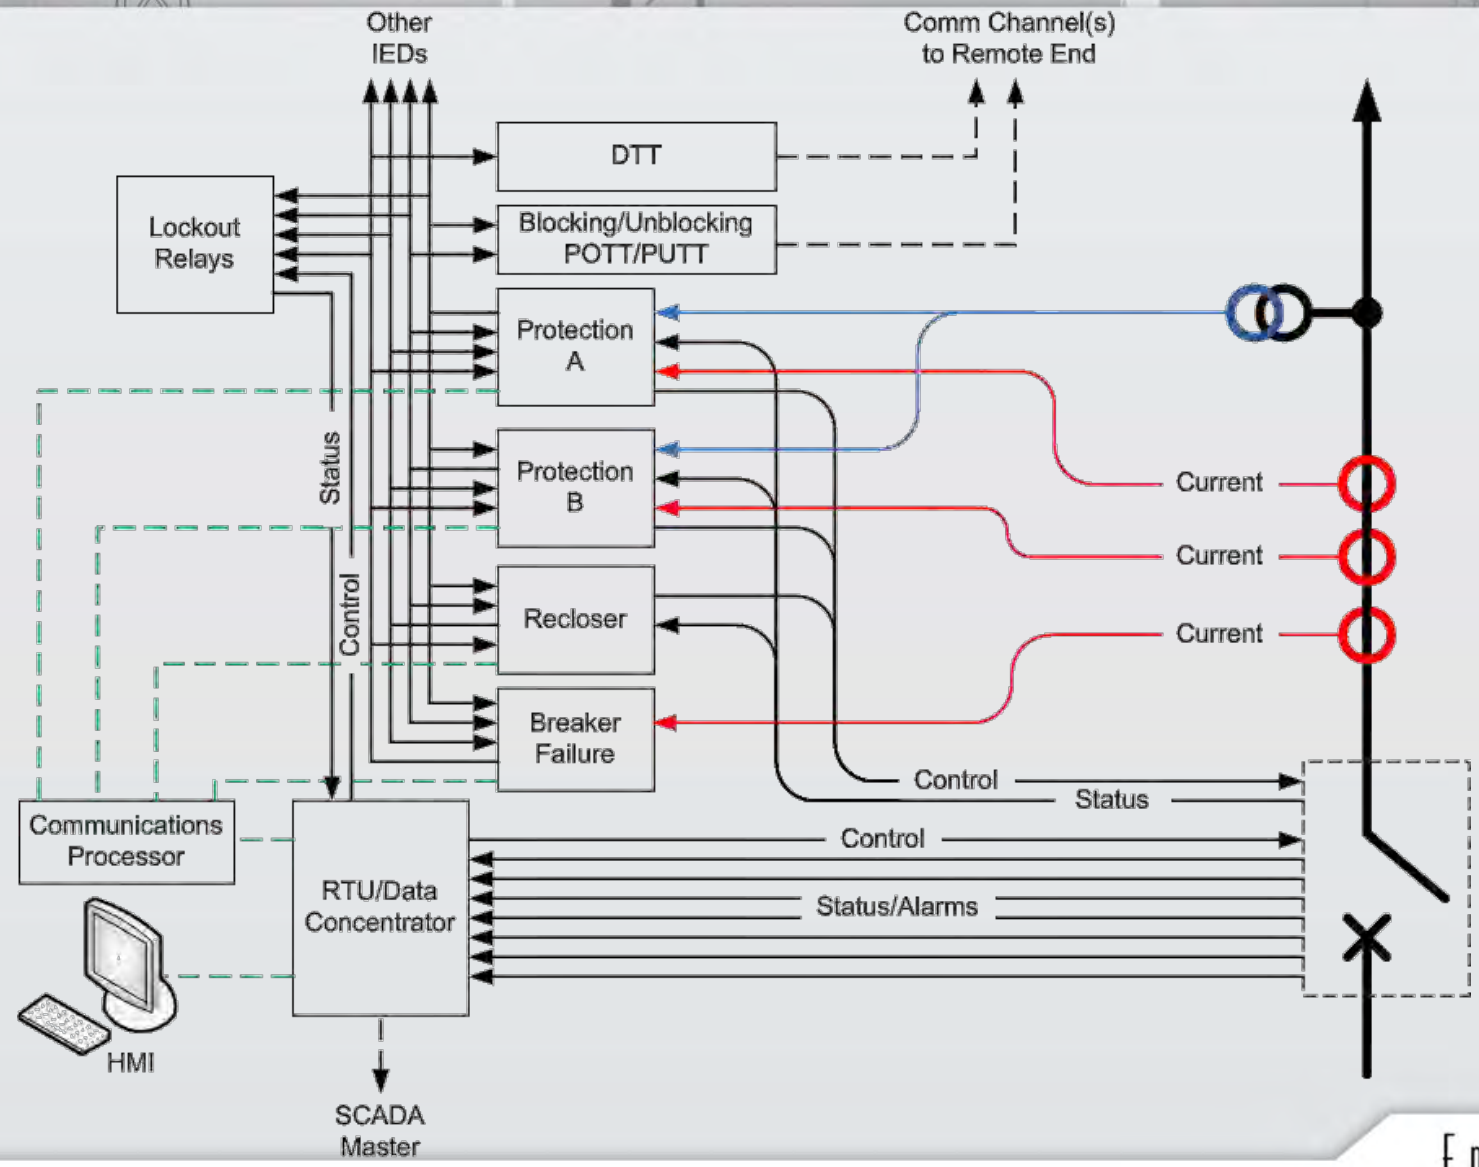 Other
IEDs
Comm Channel(s)
to Remote End
DTT
Lockout
Relays
Blocking/Unblocking
POTT/PUTT
Protection
A
Current
Status
Protection
B
Current
Control
Recloser
Current
Breaker
Failure
Control
Status
Communications
Processor
Control
RTU/Data
Concentrator
Status/Alarms
HMI
SCADA
Master